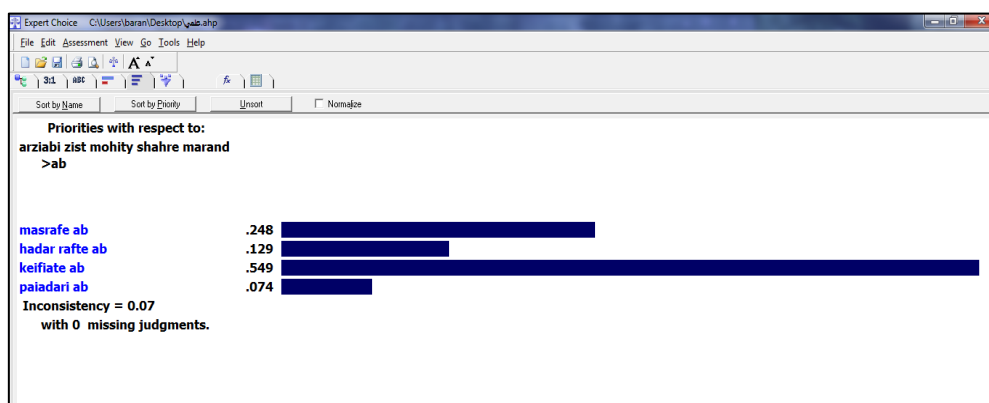 Expert Choice C:\Users\baran\Desktop\علمی.ahp
File Edit Assessment View Go Tools Help
3:1 ABC
Sort by Name Sort by Priority Unsort Normalize
Priorities with respect to:
arziabi zist mohity shahre marand
>ab
masrafe ab .248
hadar rafte ab .129
keifiate ab .549
paiadari ab .074
Inconsistency = 0.07
with 0 missing judgments.